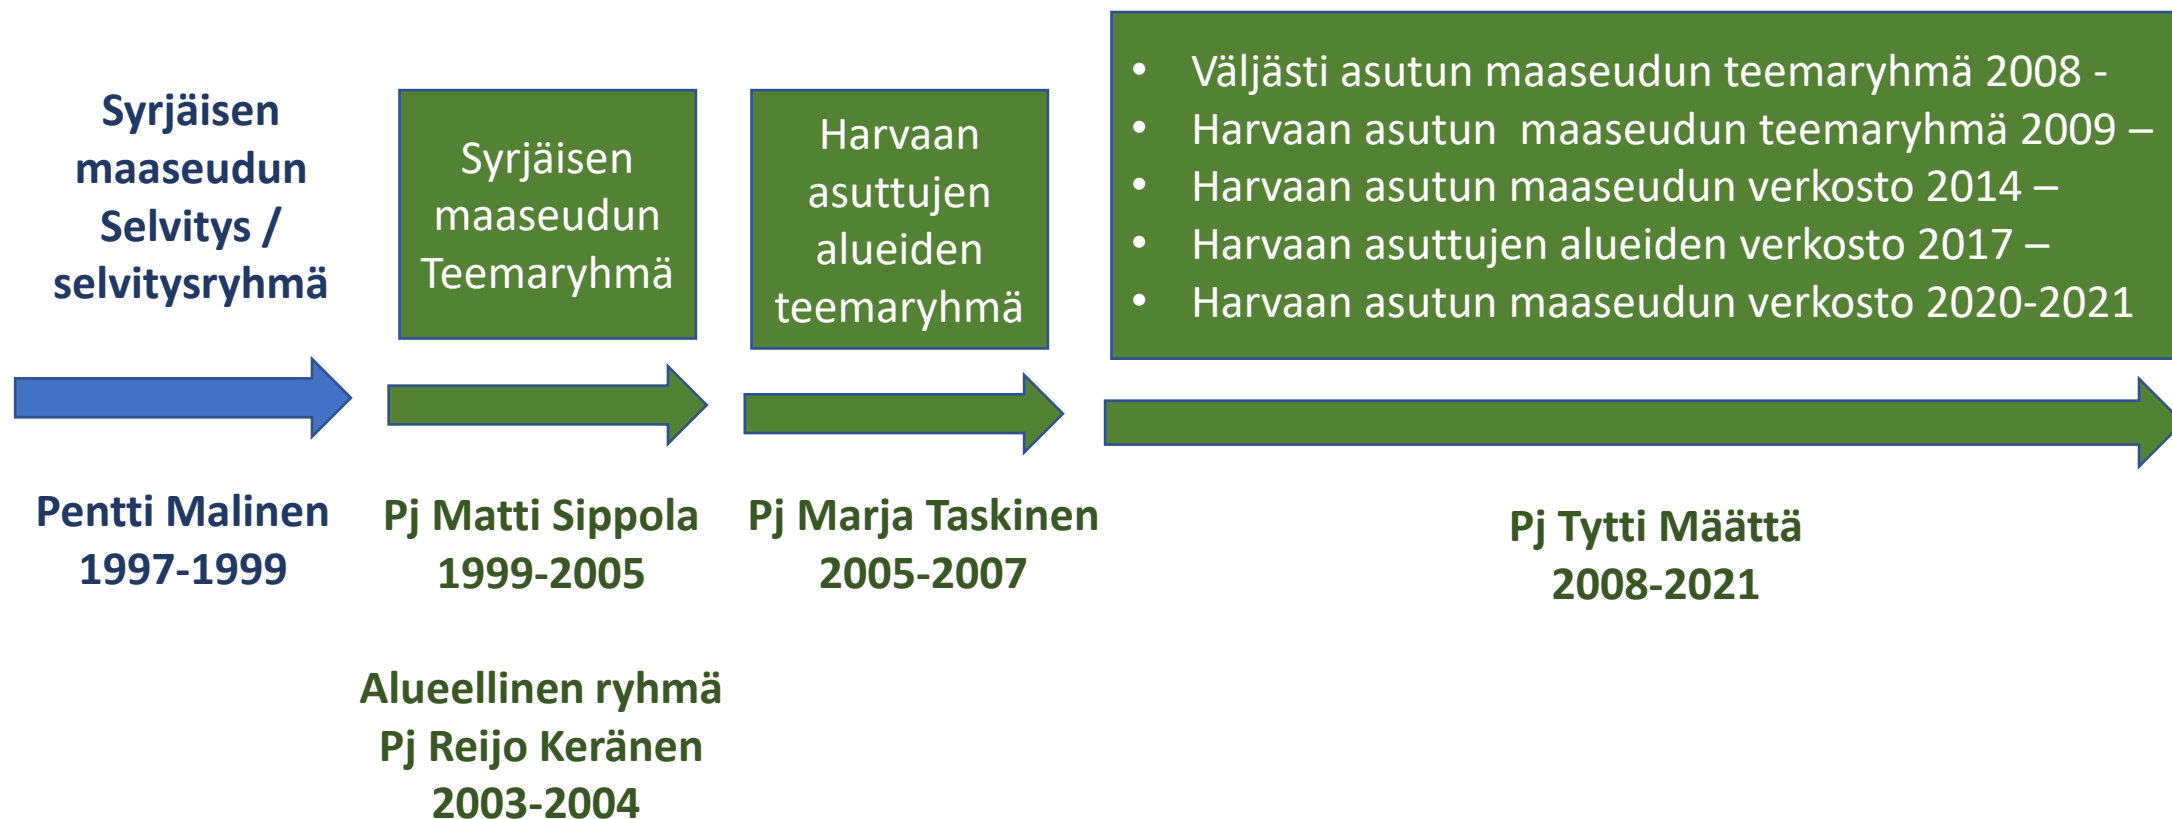 Syrjäisen
maaseudun
Selvitys /
selvitysryhmä
Syrjäisen
maaseudun
Teemaryhmä
Harvaan
asuttujen
alueiden
teemaryhmä
• Väljästi asutun maaseudun teemaryhmä 2008 -
• Harvaan asutun  maaseudun teemaryhmä 2009 –
• Harvaan asutun maaseudun verkosto 2014 –
• Harvaan asuttujen alueiden verkosto 2017 –
• Harvaan asutun maaseudun verkosto 2020-2021
Pentti Malinen
1997-1999
Pj Matti Sippola
1999-2005
Pj Marja Taskinen
2005-2007
Pj Tytti Määttä
2008-2021
Alueellinen ryhmä
Pj Reijo Keränen
2003-2004